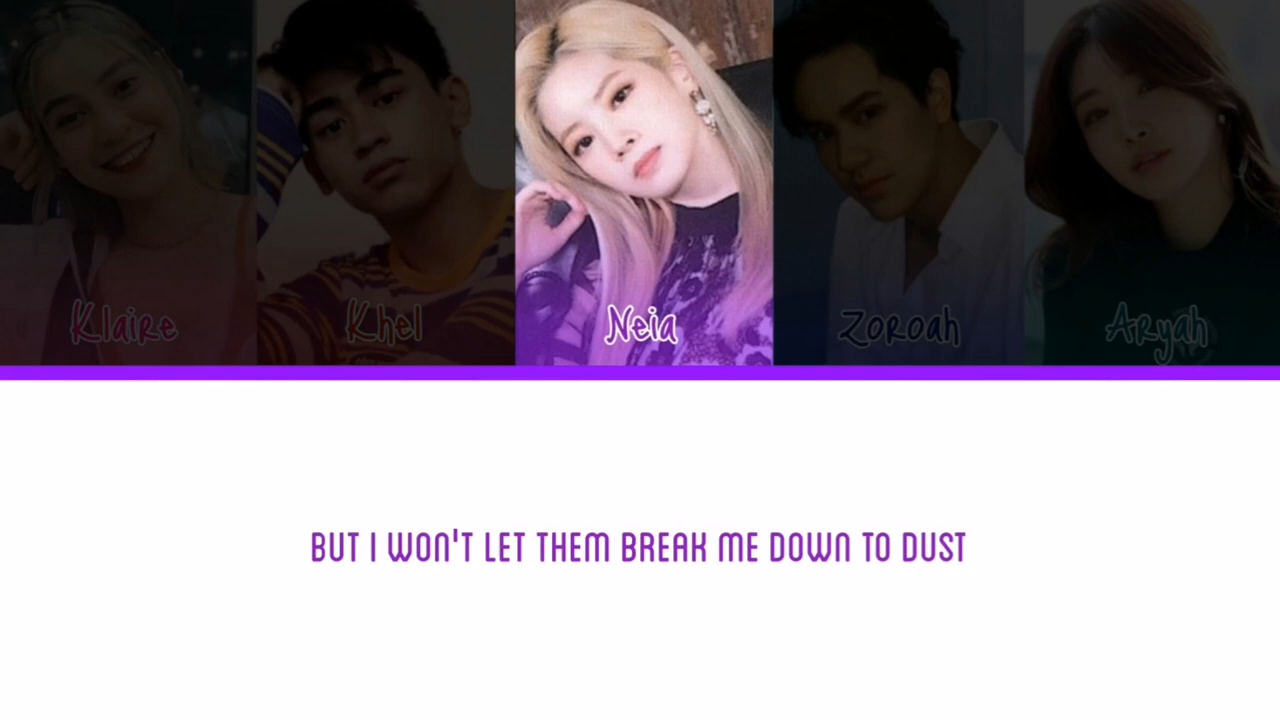 Klaire Khel Neia Zoroah Aryah
BUT I WON'T LET THEM BREAK ME DOWN TO DUST